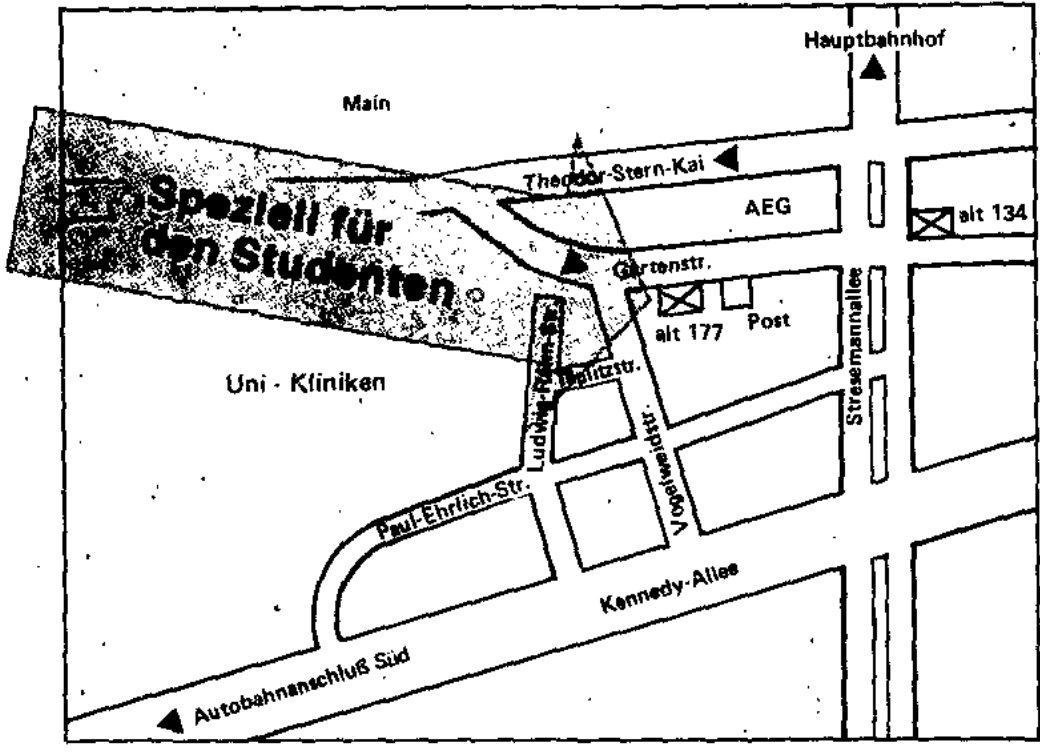 Hauptbahnhof
Main
Theodor-Stern-Kai
Speziell für
den Studenten
AEG
alt 134
Gartenstr.
alt 177
Post
Uni - Kliniken
Stresemannallee
Vogelweidstr.
Paul-Ehrlich-Str.
Kennedy-Allee
Autobahnanschluß Süd